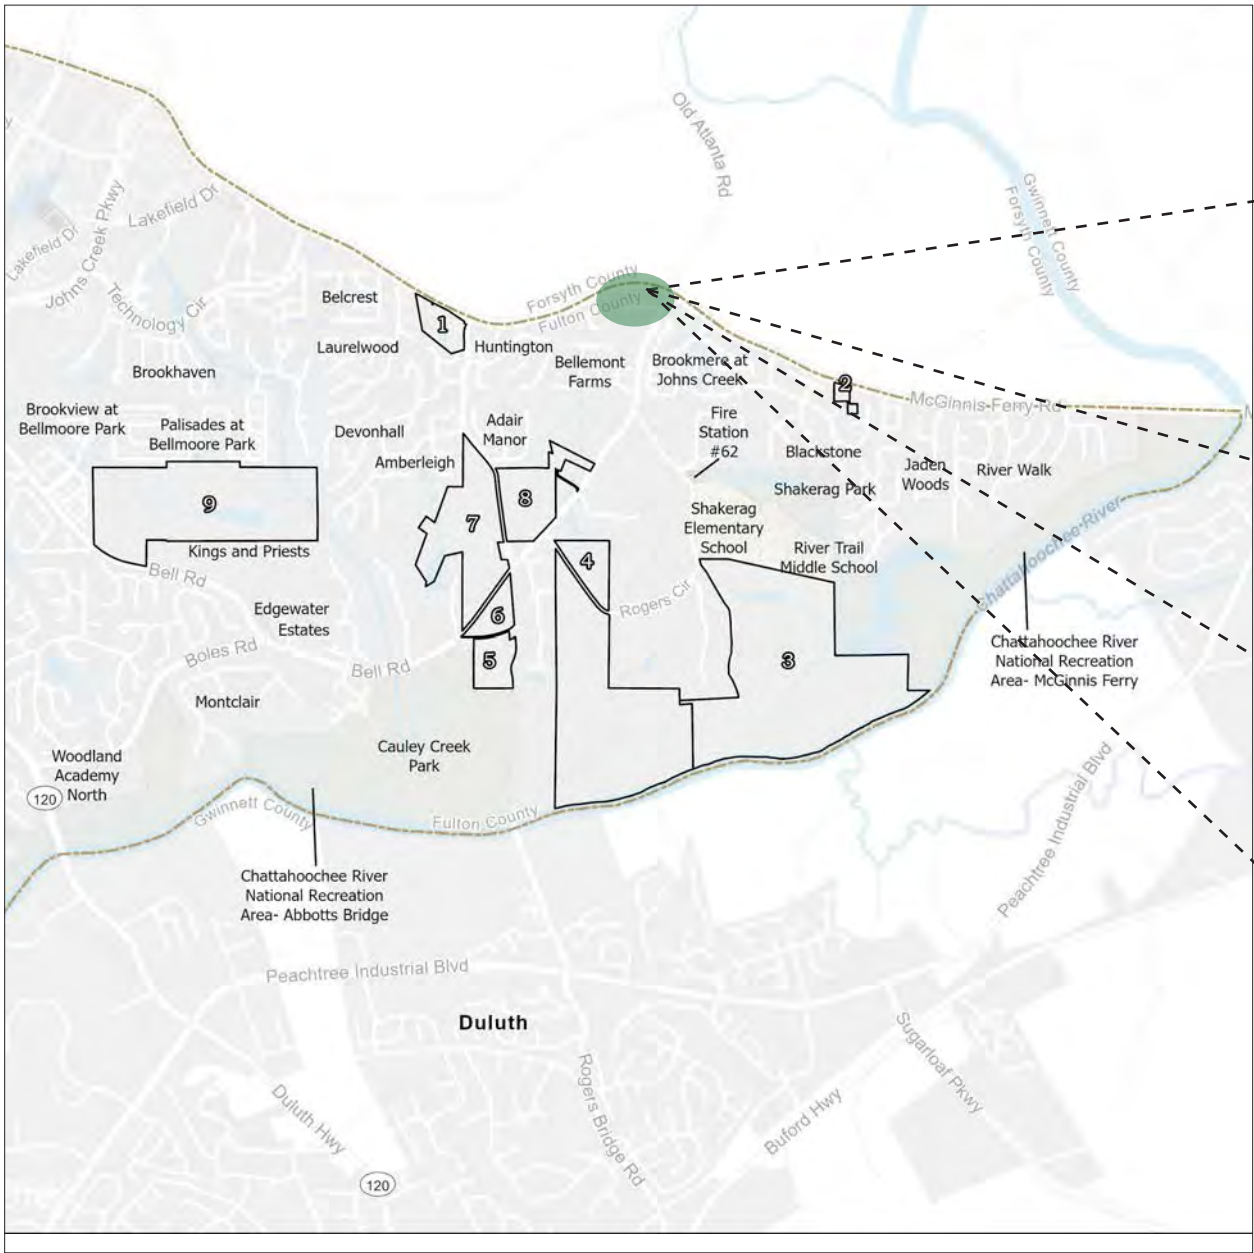 Old Atlanta Rd
Gwinnett County
Forsyth County
Lakefield Dr
Lakefield Dr
Johns Creek Pkwy
Technology Cir
Forsyth County
Fulton County
Belcrest
1
Laurelwood
Huntington
Bellemont
Farms
Brookmere at
Johns Creek
2
McGinnis Ferry Rd
Brookhaven
Brookview at
Bellmoore Park
Palisades at
Bellmoore Park
Devonhall
Adair
Manor
Fire
Station
#62
Amberleigh
Blackstone
Jaden
Woods
River Walk
Shakerag Park
9
7
8
Shakerag
Elementary
School
River Trail
Middle School
Kings and Priests
Bell Rd
4
Rogers Cir
Chattahoochee River
Edgewater
Estates
6
Boles Rd
Bell Rd
5
3
Chattahoochee River
National Recreation
Area- McGinnis Ferry
Montclair
Cauley Creek
Park
Woodland
Academy
North
120
Gwinnett County
Fulton County
Peachtree Industrial Blvd
Chattahoochee River
National Recreation
Area- Abbotts Bridge
Peachtree Industrial Blvd
Duluth
Sugarloaf Pkwy
Rogers Bridge Rd
Duluth Hwy
Buford Hwy
120